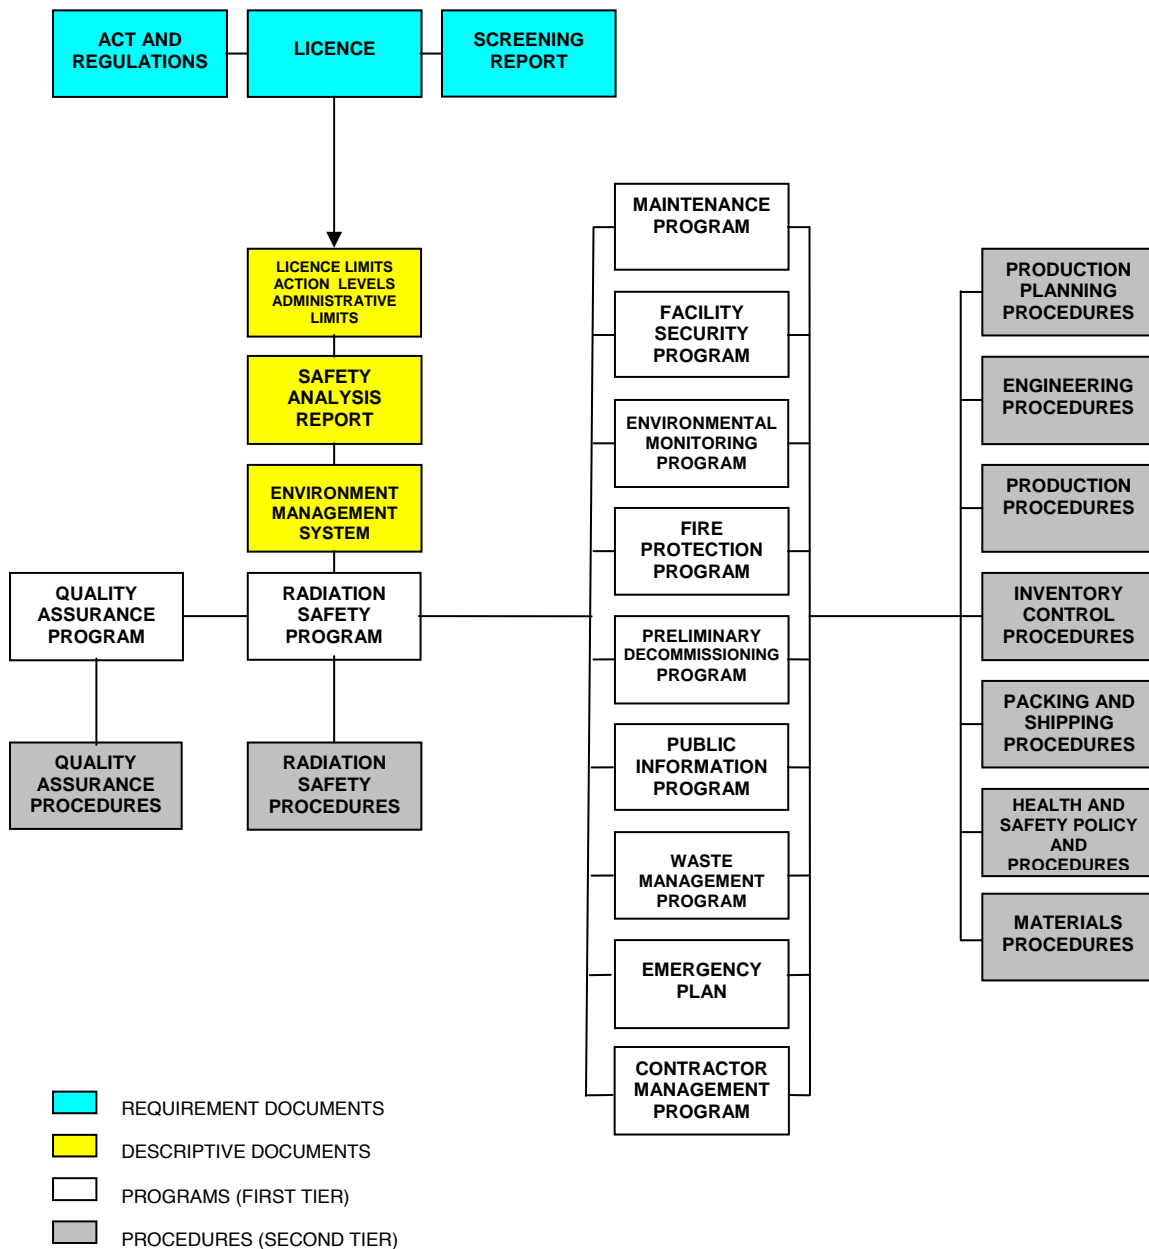 ACT AND
REGULATIONS
LICENCE
SCREENING
REPORT
LICENCE LIMITS
ACTION LEVELS
ADMINISTRATIVE
LIMITS
SAFETY
ANALYSIS
REPORT
ENVIRONMENT
MANAGEMENT
SYSTEM
QUALITY
ASSURANCE
PROGRAM
RADIATION
SAFETY
PROGRAM
QUALITY
ASSURANCE
PROCEDURES
RADIATION
SAFETY
PROCEDURES
MAINTENANCE
PROGRAM
FACILITY
SECURITY
PROGRAM
ENVIRONMENTAL
MONITORING
PROGRAM
FIRE
PROTECTION
PROGRAM
PRELIMINARY
DECOMMISSIONING
PROGRAM
PUBLIC
INFORMATION
PROGRAM
WASTE
MANAGEMENT
PROGRAM
EMERGENCY
PLAN
CONTRACTOR
MANAGEMENT
PROGRAM
PRODUCTION
PLANNING
PROCEDURES
ENGINEERING
PROCEDURES
PRODUCTION
PROCEDURES
INVENTORY
CONTROL
PROCEDURES
PACKING AND
SHIPPING
PROCEDURES
HEALTH AND
SAFETY POLICY
AND
PROCEDURES
MATERIALS
PROCEDURES
REQUIREMENT DOCUMENTS
DESCRIPTIVE DOCUMENTS
PROGRAMS (FIRST TIER)
PROCEDURES (SECOND TIER)